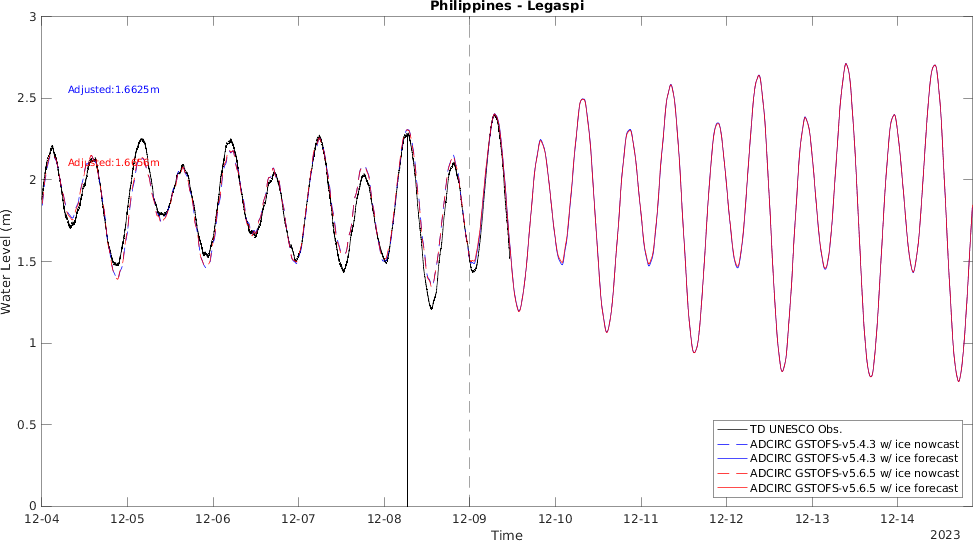 Philippines - Legaspi
Water Level (m)
3
2.5
2
1.5
1
0.5
0
Adjusted:1.6625m
Adjusted:1.6656m
TD UNESCO Obs.
ADCIRC GSTOFS-v5.4.3 w/ ice nowcast
ADCIRC GSTOFS-v5.4.3 w/ ice forecast
ADCIRC GSTOFS-v5.6.5 w/ ice nowcast
ADCIRC GSTOFS-v5.6.5 w/ ice forecast
12-04 12-05 12-06 12-07 12-08 12-09 12-10 12-11 12-12 12-13 12-14
Time
2023